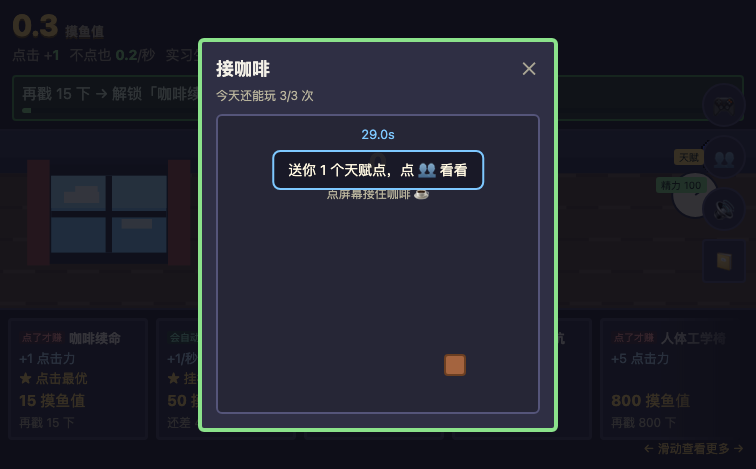 0.3 摸鱼值
点击 +1 不点也 0.2/秒 实习
再戳 15 下 → 解锁「咖啡续
接咖啡
今天还能玩 3/3 次
29.0s
送你 1 个天赋点，点 👥 看看
点屏幕接住咖啡 ☕
天赋
精力 100
点了才赚 咖啡续命
+1 点击力
★ 点击最优
15 摸鱼值
再戳 15 下
会自动
+1/秒
★ 挂
50 摸
还差
点了才赚 人体工学椅
+5 点击力
800 摸鱼值
再戳 800 下
← 滑动查看更多 →